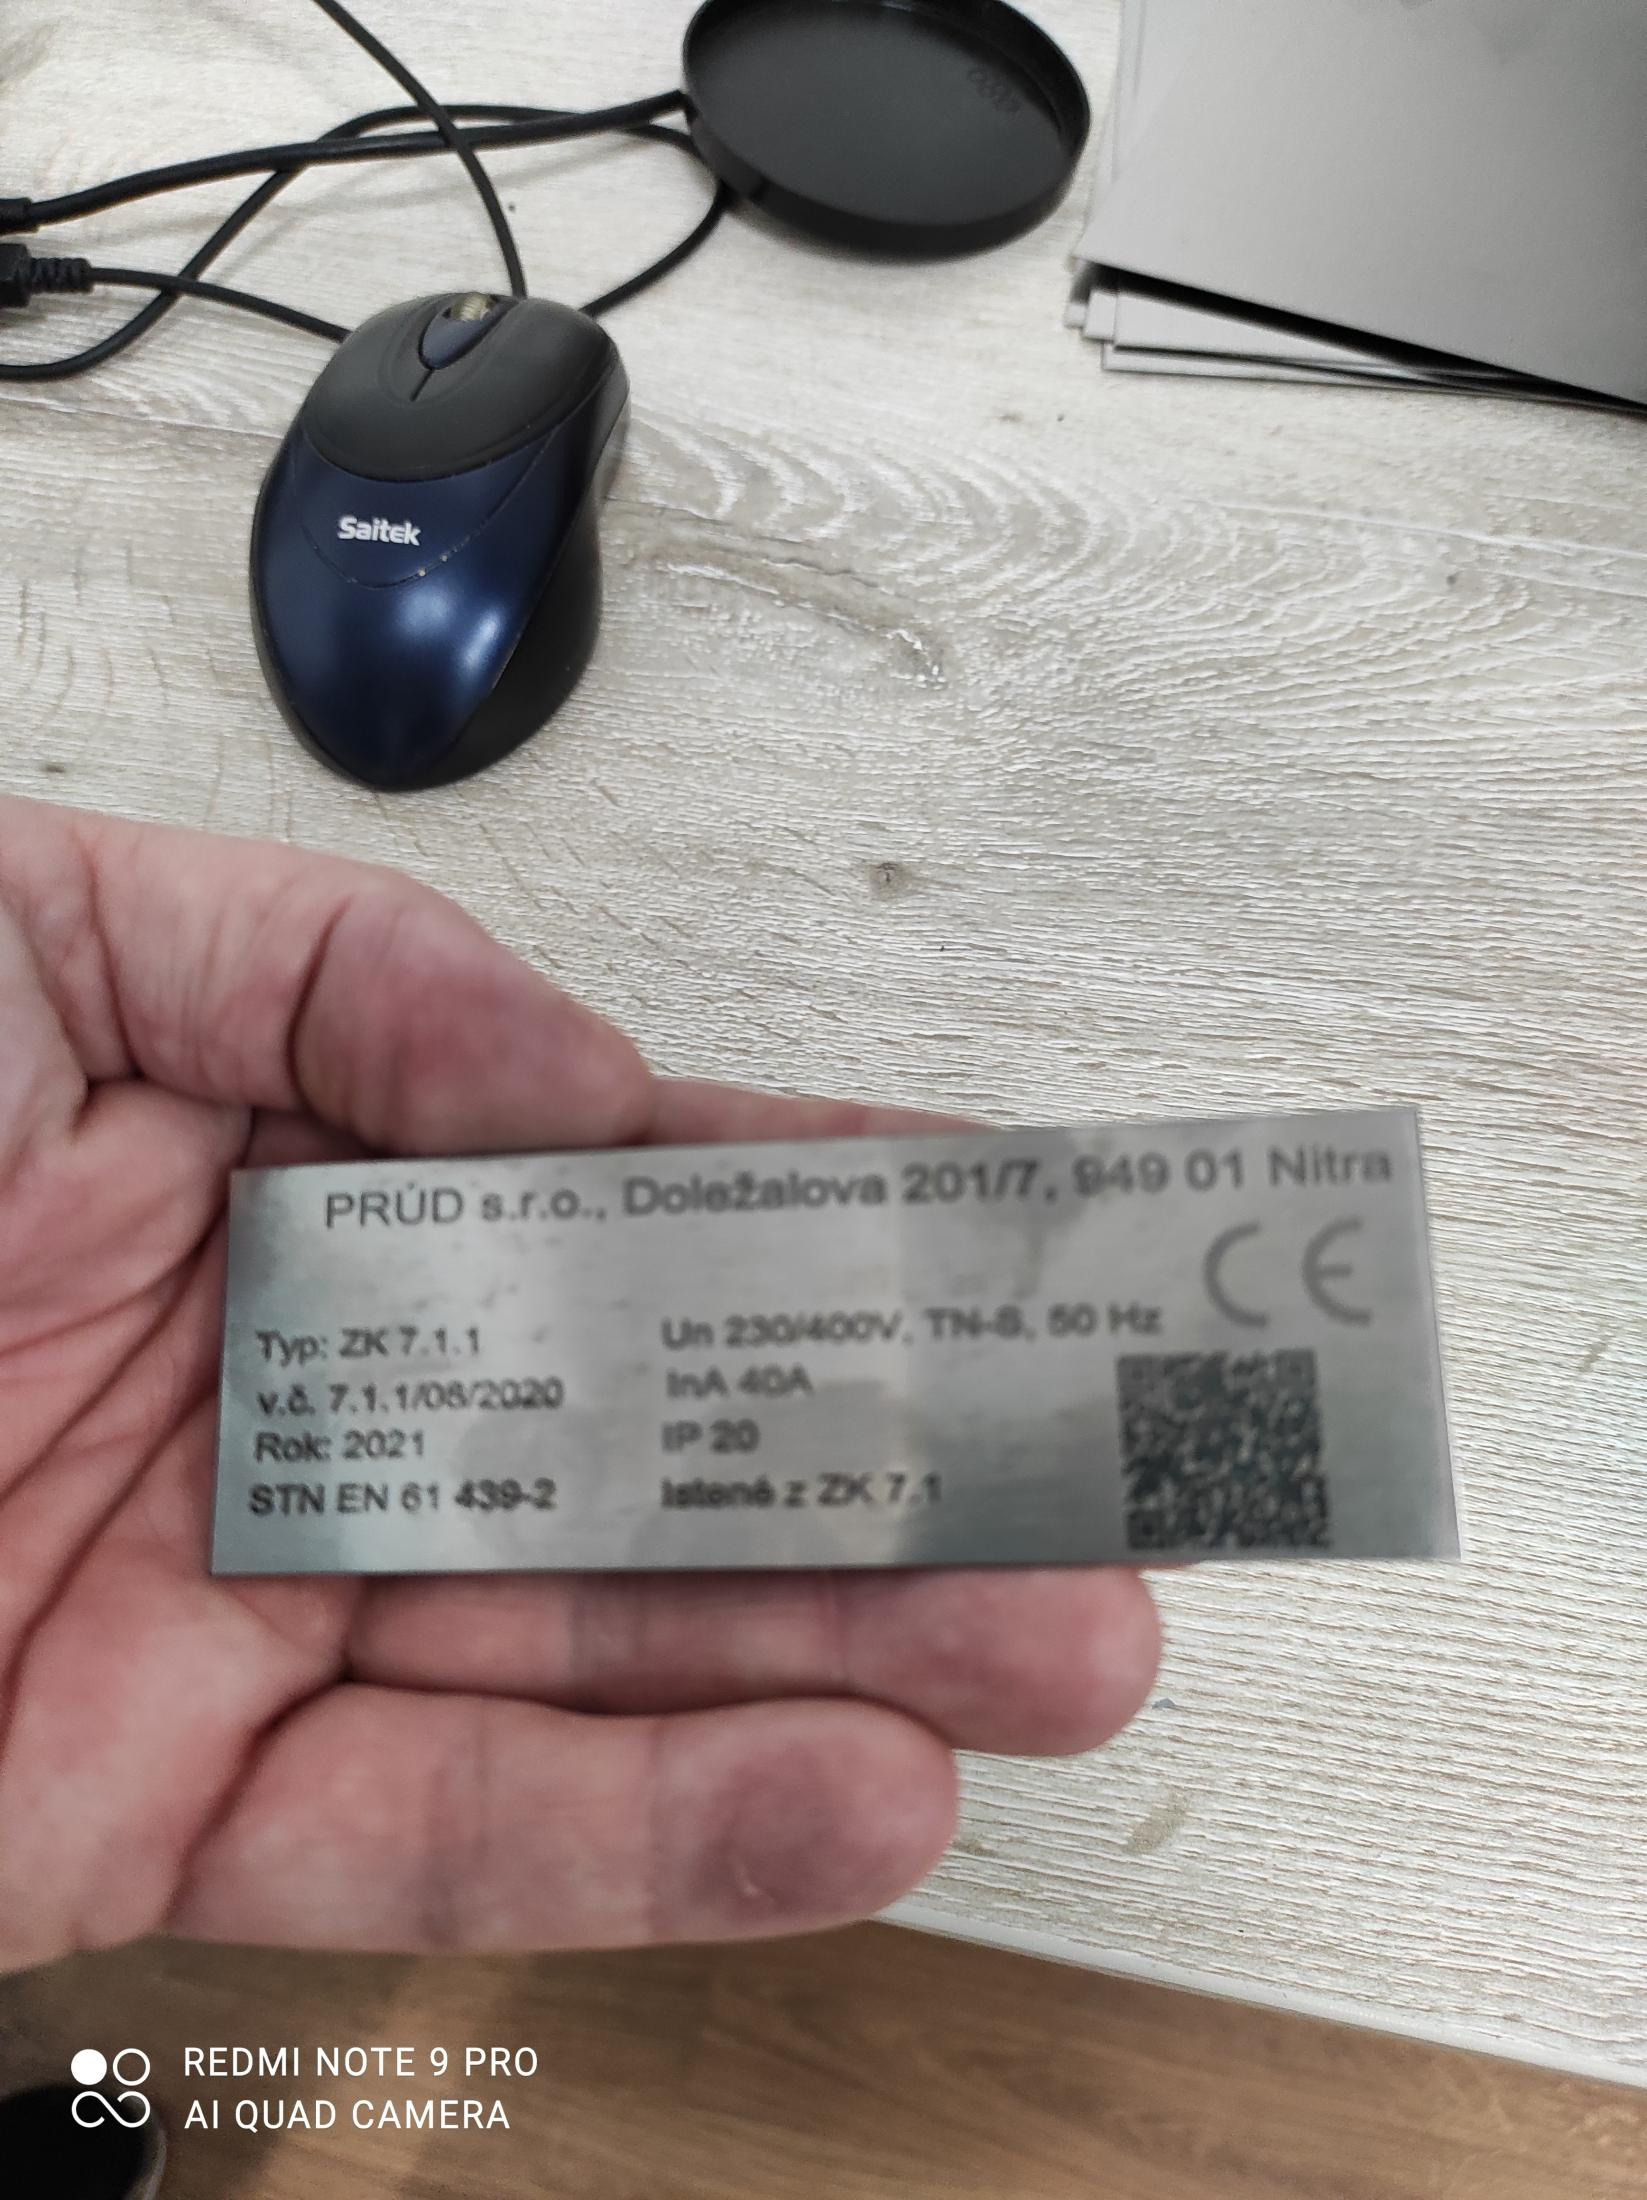 Saitek
PRÚD s.r.o., Doležalova 201/7, 949 01 Nitra
CE
Typ: ZK 7.1.1
Un 230/400V, TN-S, 50 Hz
v.č. 7.1.1/08/2020
InA 40A
Rok: 2021
IP 20
STN EN 61 439-2
Istené z ZK 7.1
REDMI NOTE 9 PRO
AI QUAD CAMERA